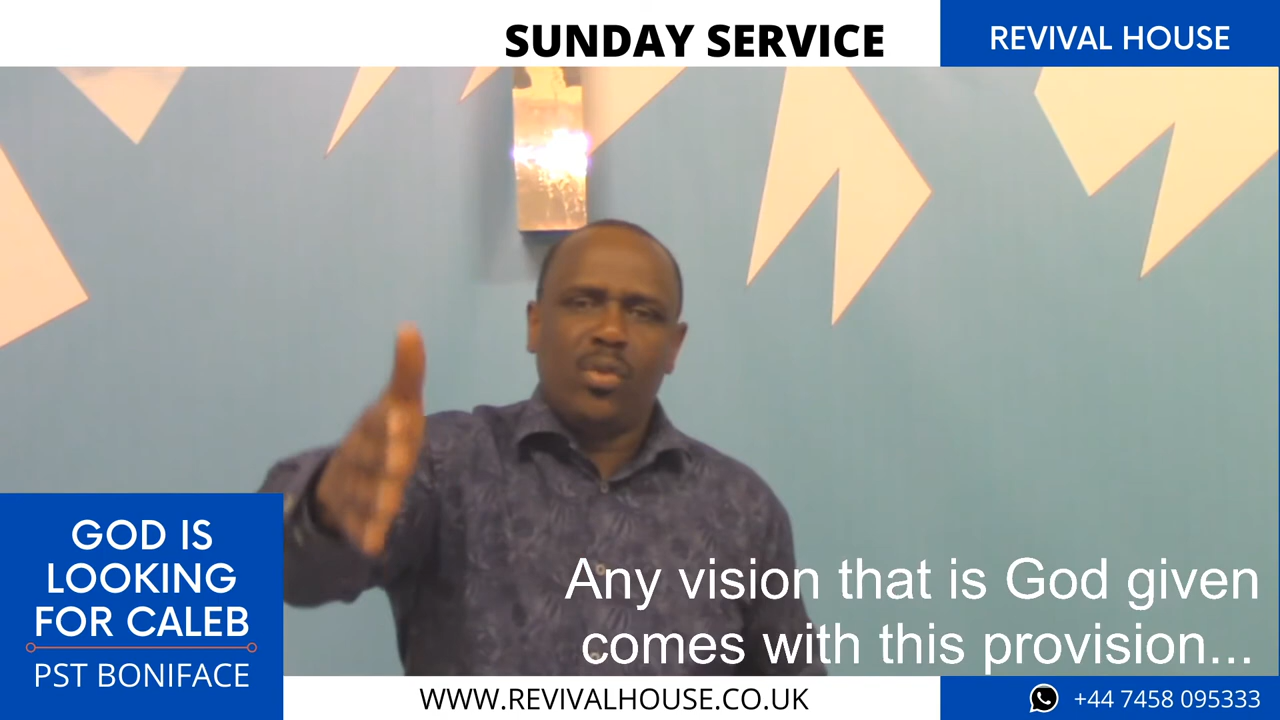 SUNDAY SERVICE
REVIVAL HOUSE
Any vision that is God given
comes with this provision...
GOD IS
LOOKING
FOR CALEB
PST BONIFACE
WWW.REVIVALHOUSE.CO.UK
+44 7458 095333